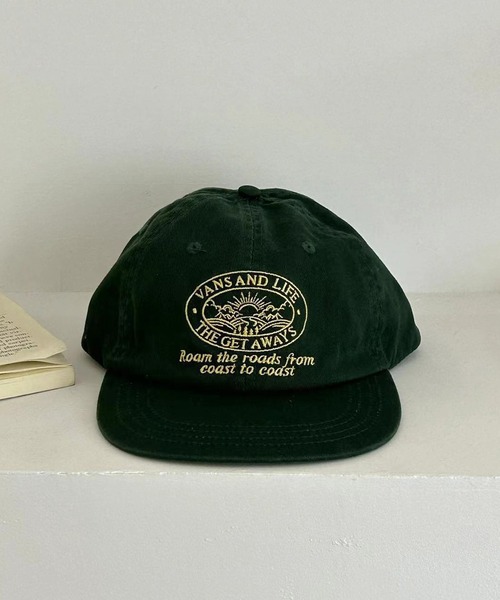 VANS AND LIFE
THE GET AWAYS
Roam the roads from
coast to coast